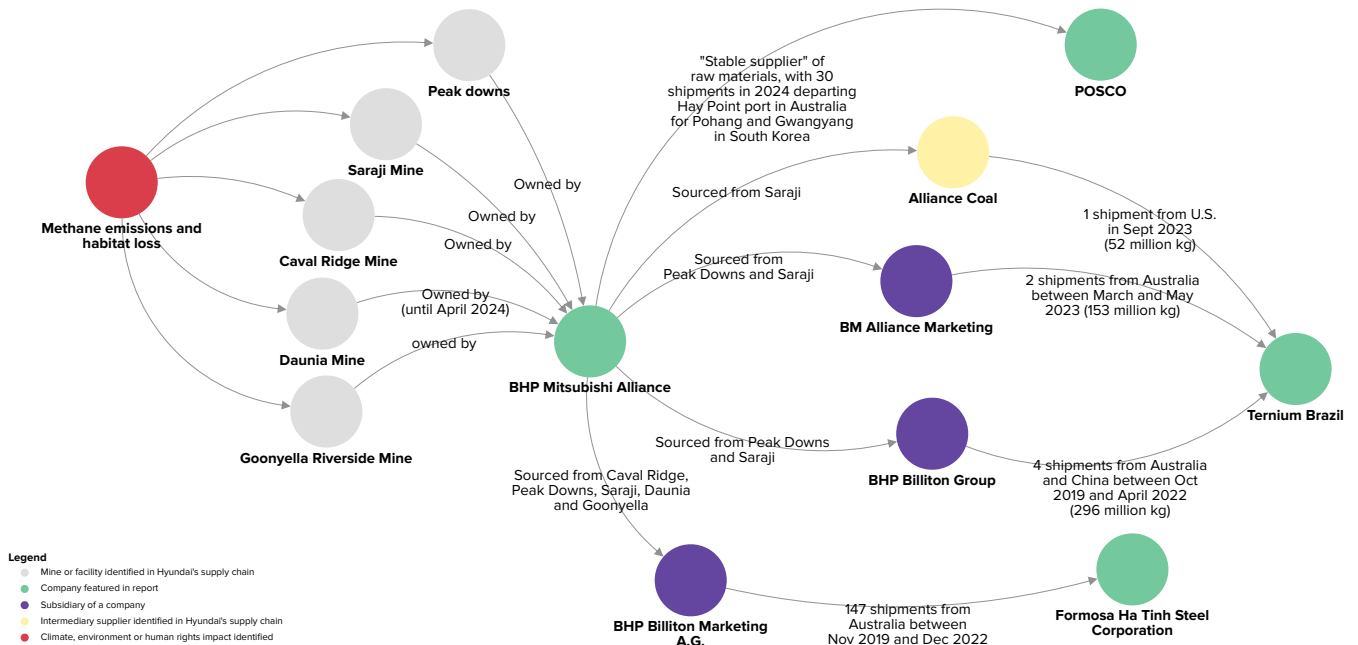 Peak downs
"Stable supplier" of
raw materials, with 30
shipments in 2024 departing
Hay Point port in Australia
for Pohang and Gwangyang
in South Korea
POSCO
Saraji Mine
Owned by
Sourced from Saraji
Alliance Coal
Methane emissions and
habitat loss
Owned by
1 shipment from U.S.
in Sept 2023
(52 million kg)
Caval Ridge Mine
Owned by
Sourced from
Peak Downs and Saraji
BM Alliance Marketing
2 shipments from Australia
between March and May
2023 (153 million kg)
Owned by
(until April 2024)
Daunia Mine
owned by
BHP Mitsubishi Alliance
Ternium Brazil
Goonyella Riverside Mine
Sourced from Peak Downs
and Saraji
BHP Billiton Group
4 shipments from Australia
and China between Oct
2019 and April 2022
(296 million kg)
Sourced from Caval Ridge,
Peak Downs, Saraji, Daunia
and Goonyella
BHP Billiton Marketing
A.G.
147 shipments from
Australia between
Nov 2019 and Dec 2022
Formosa Ha Tinh Steel
Corporation
Legend
Mine or facility identified in Hyundai's supply chain
Company featured in report
Subsidiary of a company
Intermediary supplier identified in Hyundai's supply chain
Climate, environment or human rights impact identified